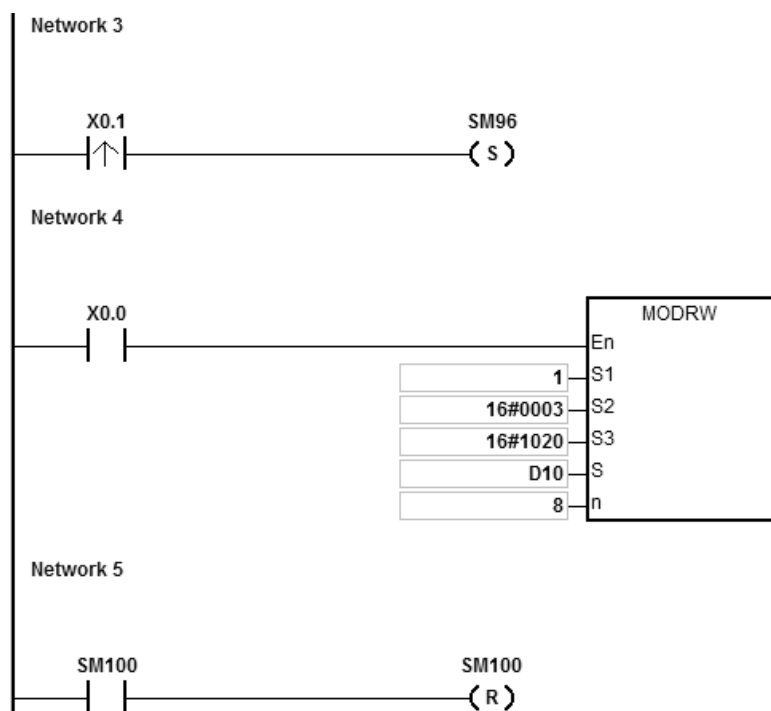 Network 3
X0.1 SM96
( S )
Network 4
X0.0 MODRW
En
1 S1
16#0003 S2
16#1020 S3
D10 S
8 n
Network 5
SM100 SM100
( R )